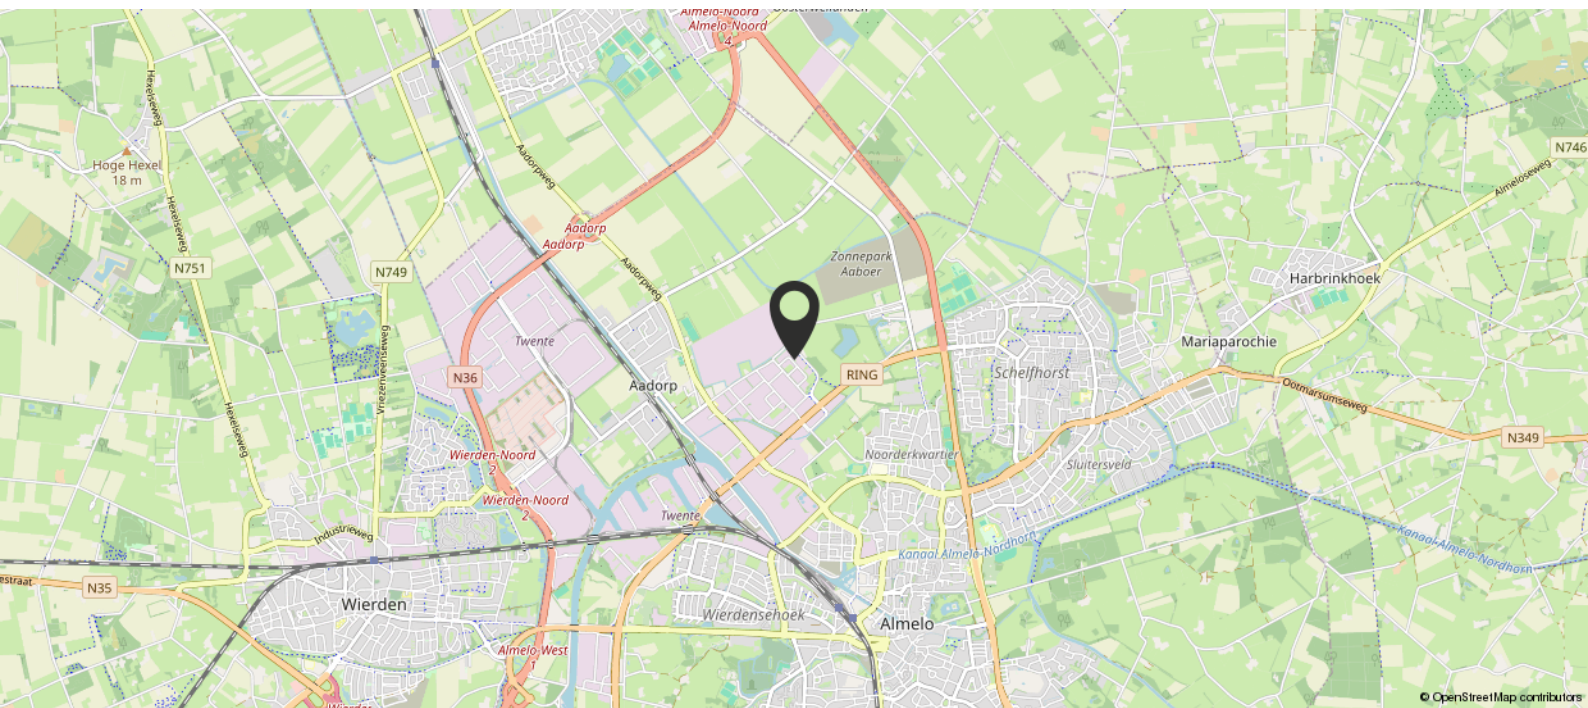 Almelo-Noord
Almelo-Noord
4
Hexelseweg
Hoge Hexel
18 m
Aadorpweg
N746
Almeloseweg
Hexelseweg
Aadorp
Aadorp
Zonnepark
Aaboer
N751
N749
Aadorpweg
Harbrinkhoek
Twente
Mariaparochie
Vriezenveenseweg
N36
Aadorp
RING
Schelfhorst
Ootmarsumseweg
Hexelseweg
N349
Wierden-Noord
2
Noorderkwartier
Sluitersveld
Wierden-Noord
2
Twente
Industrieweg
Kanaal Almelo-Nordhorn
Kanaal-Almelo-Nordhorn
estraat
N35
Wierden
Wierdensehoek
Almelo
Almelo-West
1
© OpenStreetMap contributors